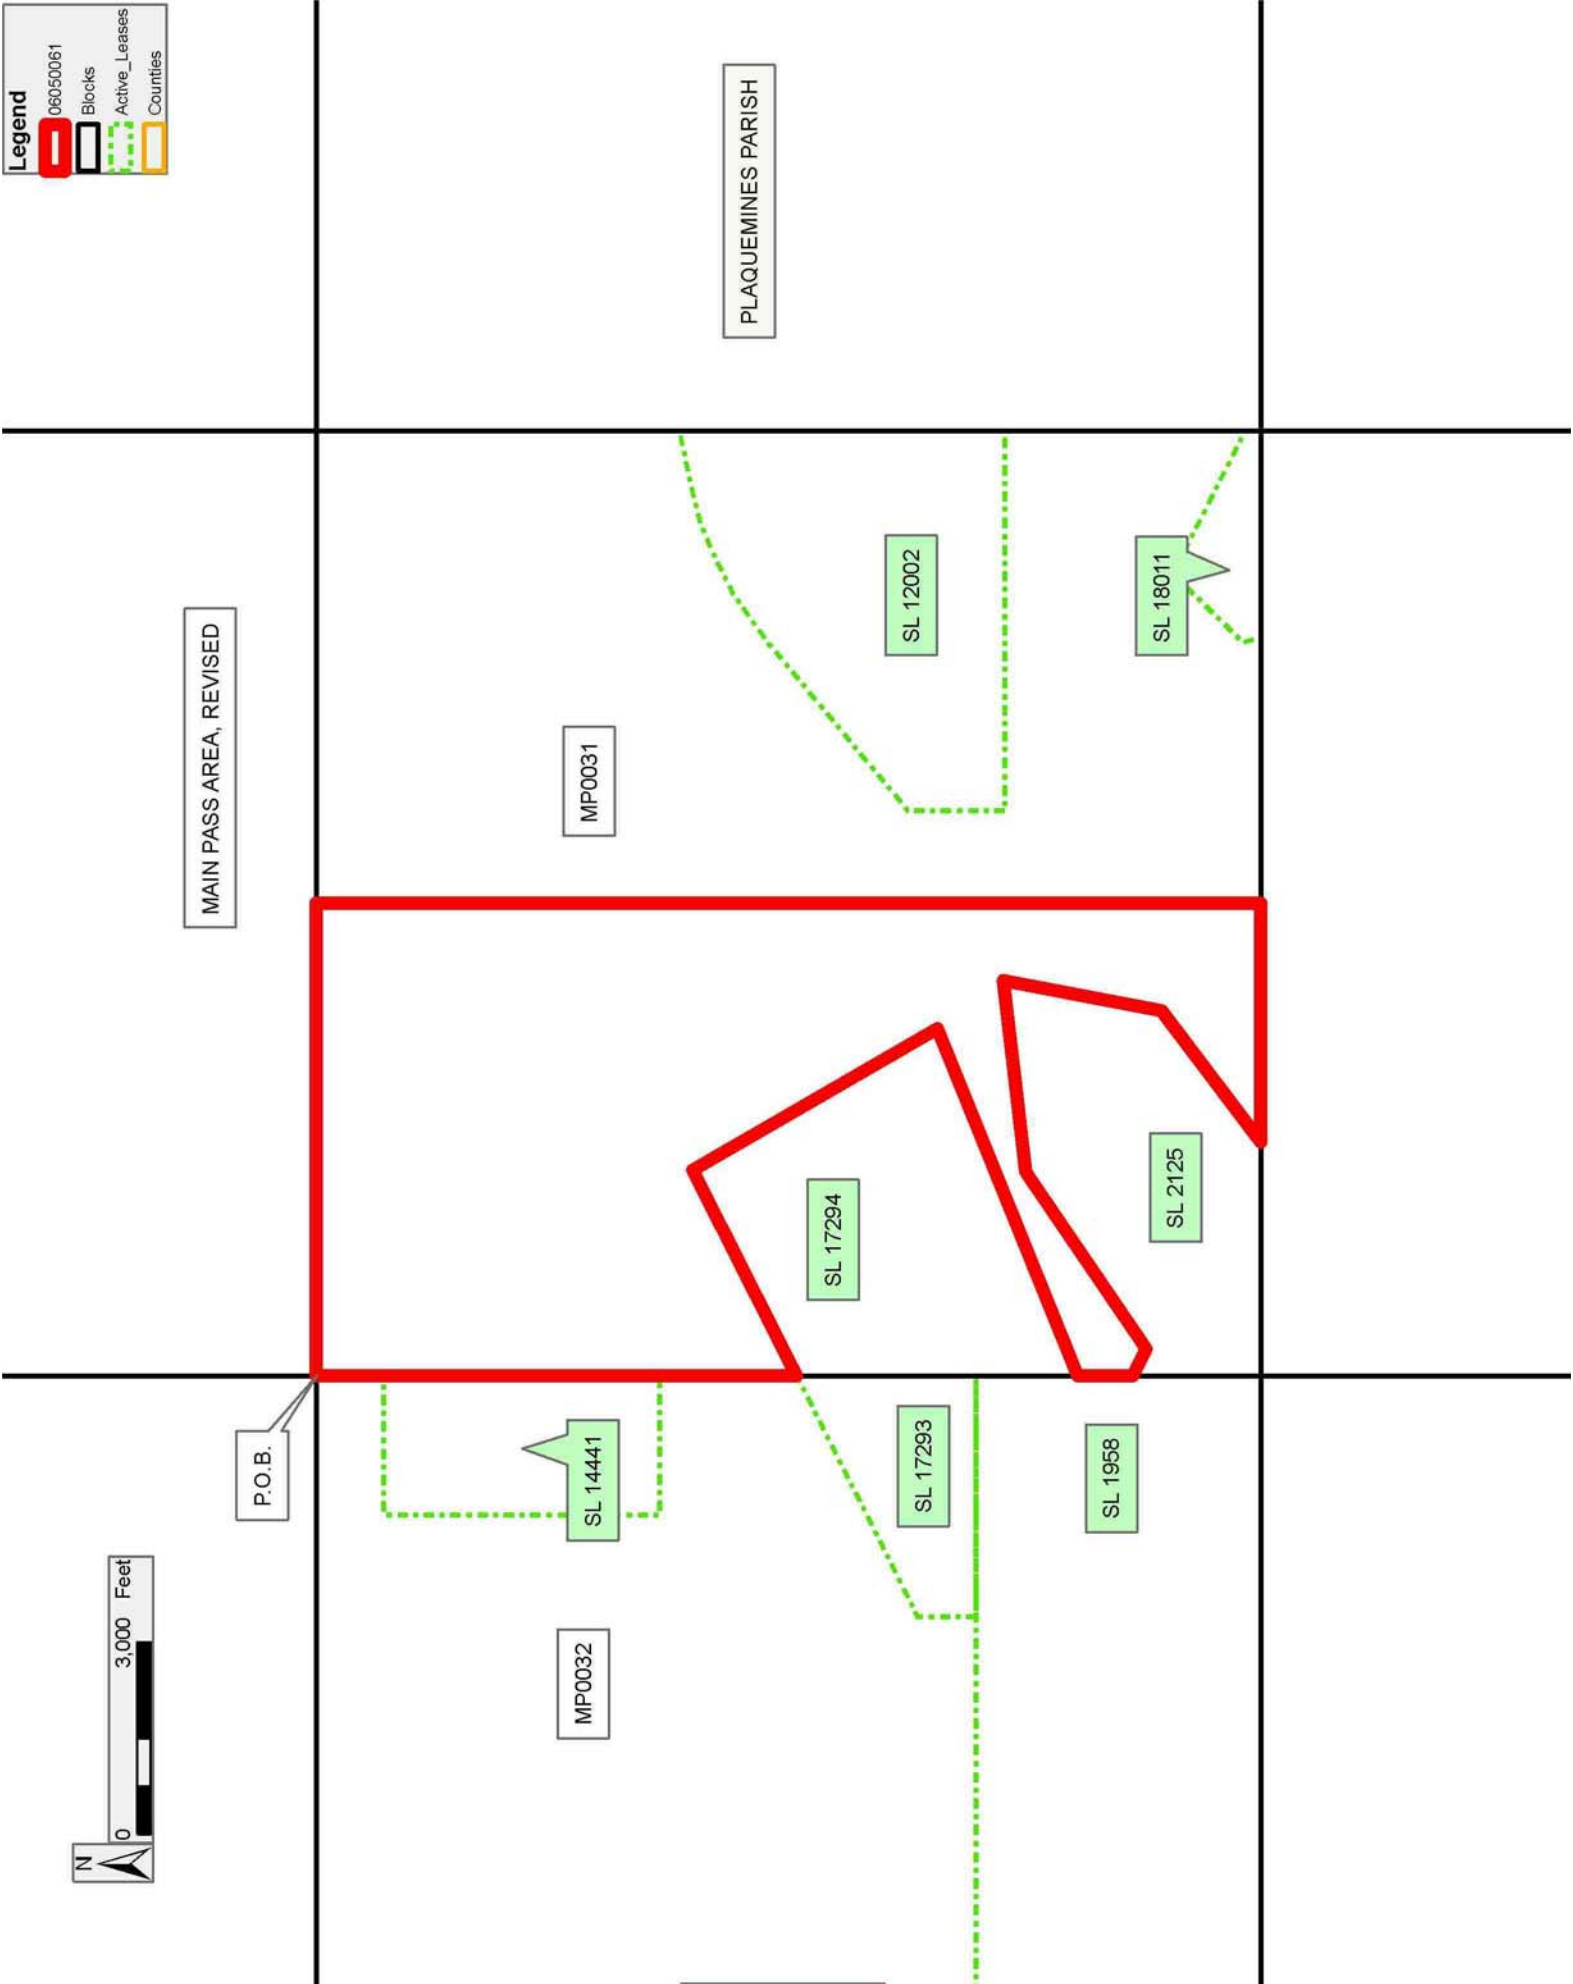 N
0 3,000 Feet
P.O.B.
MAIN PASS AREA, REVISED
Legend
06050061
Blocks
Active_Leases
Counties
MP0032
SL 14441
MP0031
PLAQUEMINES PARISH
SL 17294
SL 17293
SL 12002
SL 1958
SL 2125
SL 18011